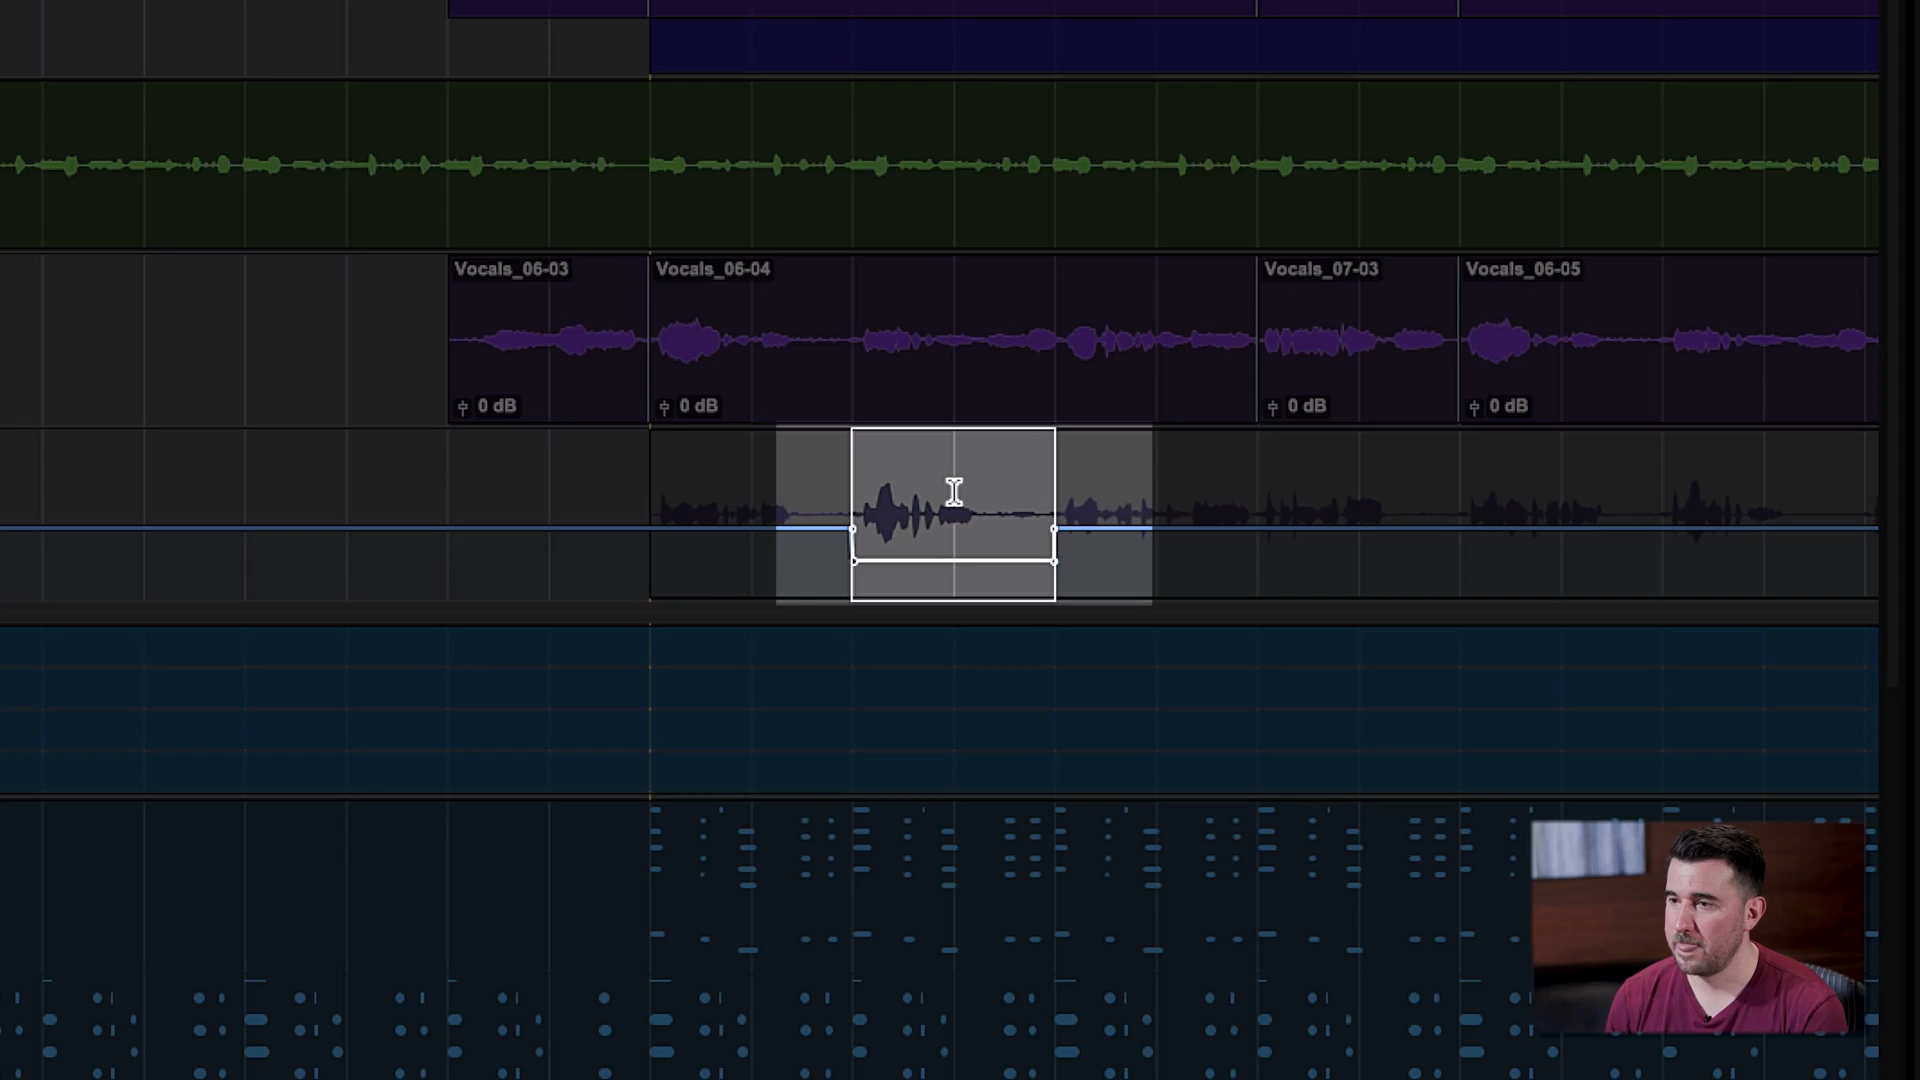 Vocals_06-03
Vocals_06-04
Vocals_07-03
Vocals_06-05
0 dB
0 dB
0 dB
0 dB